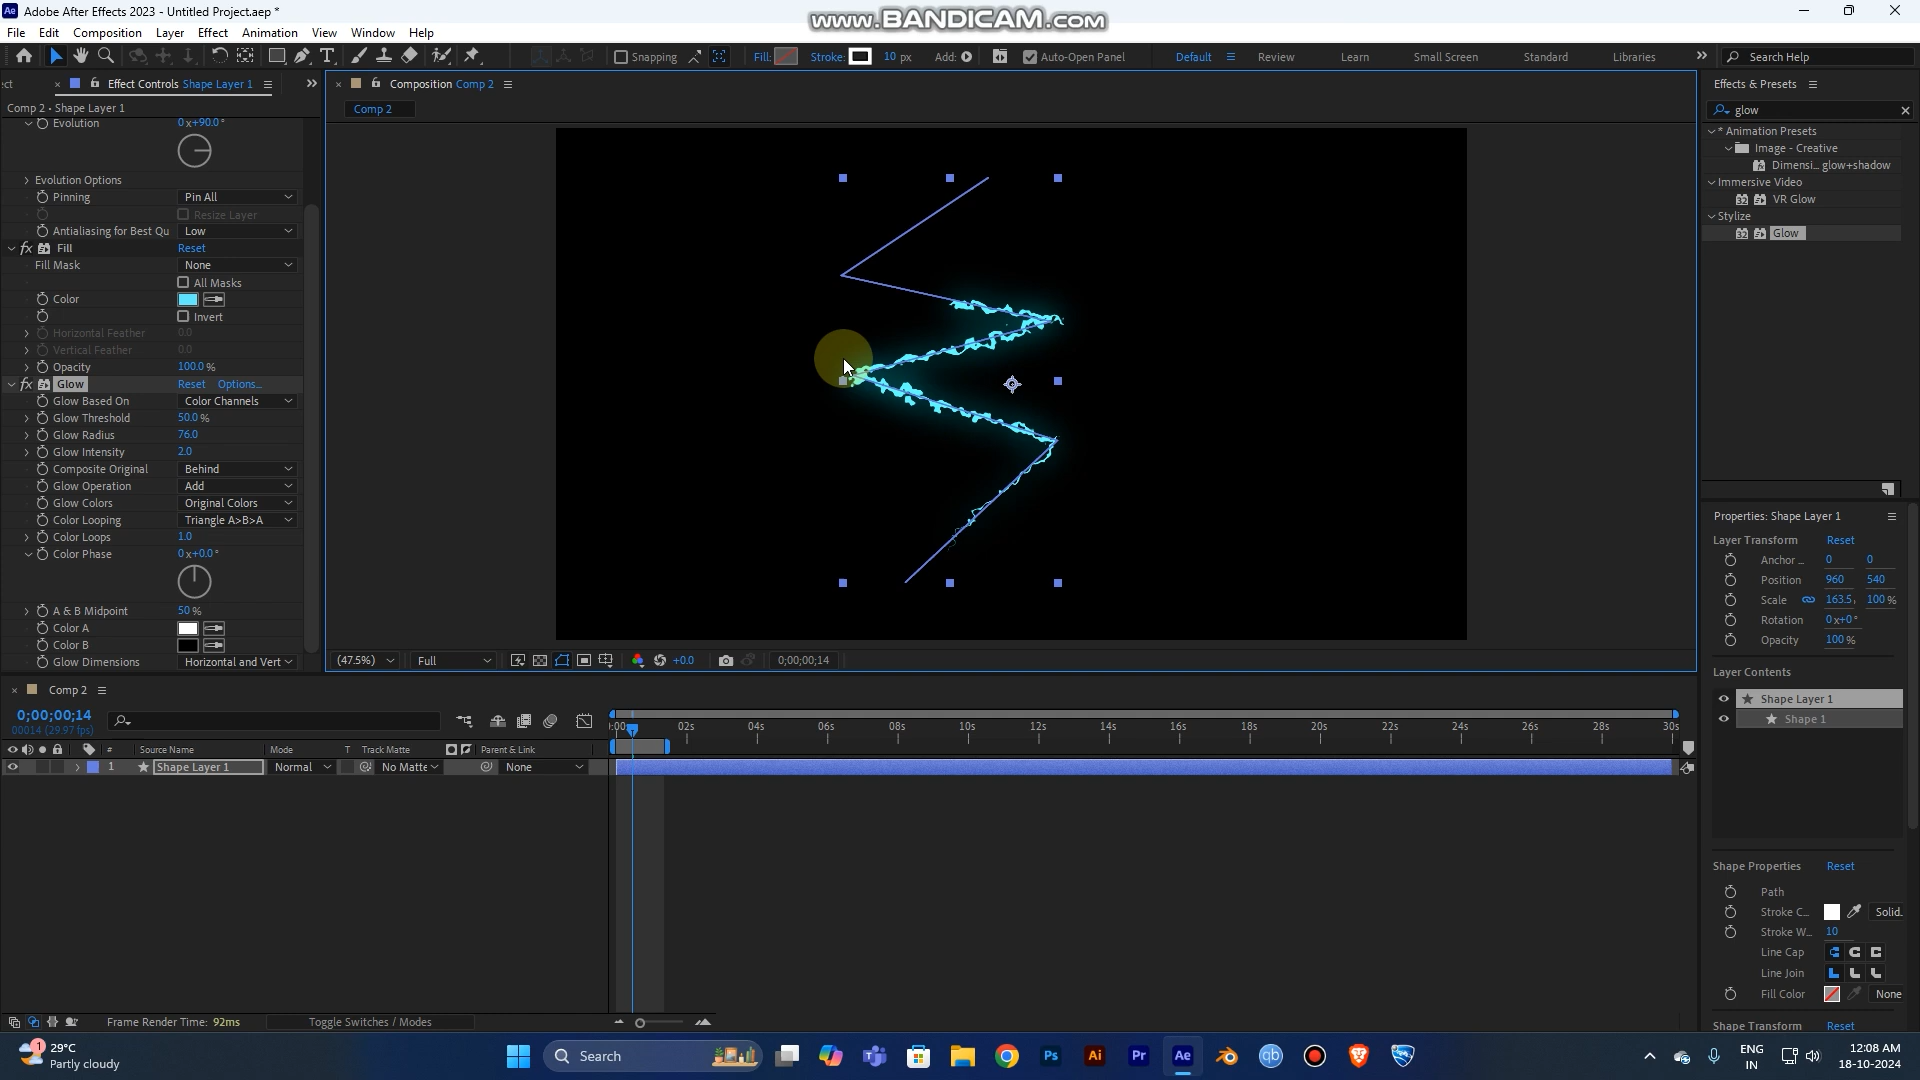 Adobe After Effects 2023 - Untitled Project.aep *
www.BANDICAM.com
File Edit Composition Layer Effect Animation View Window Help
Snapping Fill: Stroke: 10 px Add: Auto-Open Panel Default Review Learn Small Screen Standard Libraries Search Help
Effect Controls Shape Layer 1
Composition Comp 2
Effects & Presets
Comp 2 • Shape Layer 1
Comp 2
glow
Evolution 0x+90.0°
Evolution Options
Pinning Pin All
Resize Layer
Antialiasing for Best Qu Low
Fill Reset
Fill Mask None
All Masks
Color
Invert
Horizontal Feather 0.0
Vertical Feather 0.0
Opacity 100.0 %
Glow Reset Options...
Glow Based On Color Channels
Glow Threshold 50.0 %
Glow Radius 76.0
Glow Intensity 2.0
Composite Original Behind
Glow Operation Add
Glow Colors Original Colors
Color Looping Triangle A>B>A
Color Loops 1.0
Color Phase 0x+0.0°
A & B Midpoint 50 %
Color A
Color B
Glow Dimensions Horizontal and Vert
(47.5%) Full +0.0 0;00;00;14
* Animation Presets
Image - Creative
Dimensi... glow+shadow
Immersive Video
VR Glow
Stylize
Glow
Properties: Shape Layer 1
Layer Transform Reset
Anchor ... 0 0
Position 960 540
Scale 163.5, 100 %
Rotation 0x+0°
Opacity 100 %
Layer Contents
Shape Layer 1
Shape 1
Shape Properties Reset
Path
Stroke C... Solid.
Stroke W... 10
Line Cap
Line Join
Fill Color None
Shape Transform Reset
Comp 2
0;00;00;14
00014 (29.97 fps)
02s 04s 06s 08s 10s 12s 14s 16s 18s 20s 22s 24s 26s 28s 30s
# Source Name Mode T Track Matte Parent & Link
1 Shape Layer 1 Normal No Matte None
Frame Render Time: 92ms Toggle Switches / Modes
1
29°C
Partly cloudy
Search
Ps Ai Pr Ae qb
ENG
IN
12:08 AM
18-10-2024